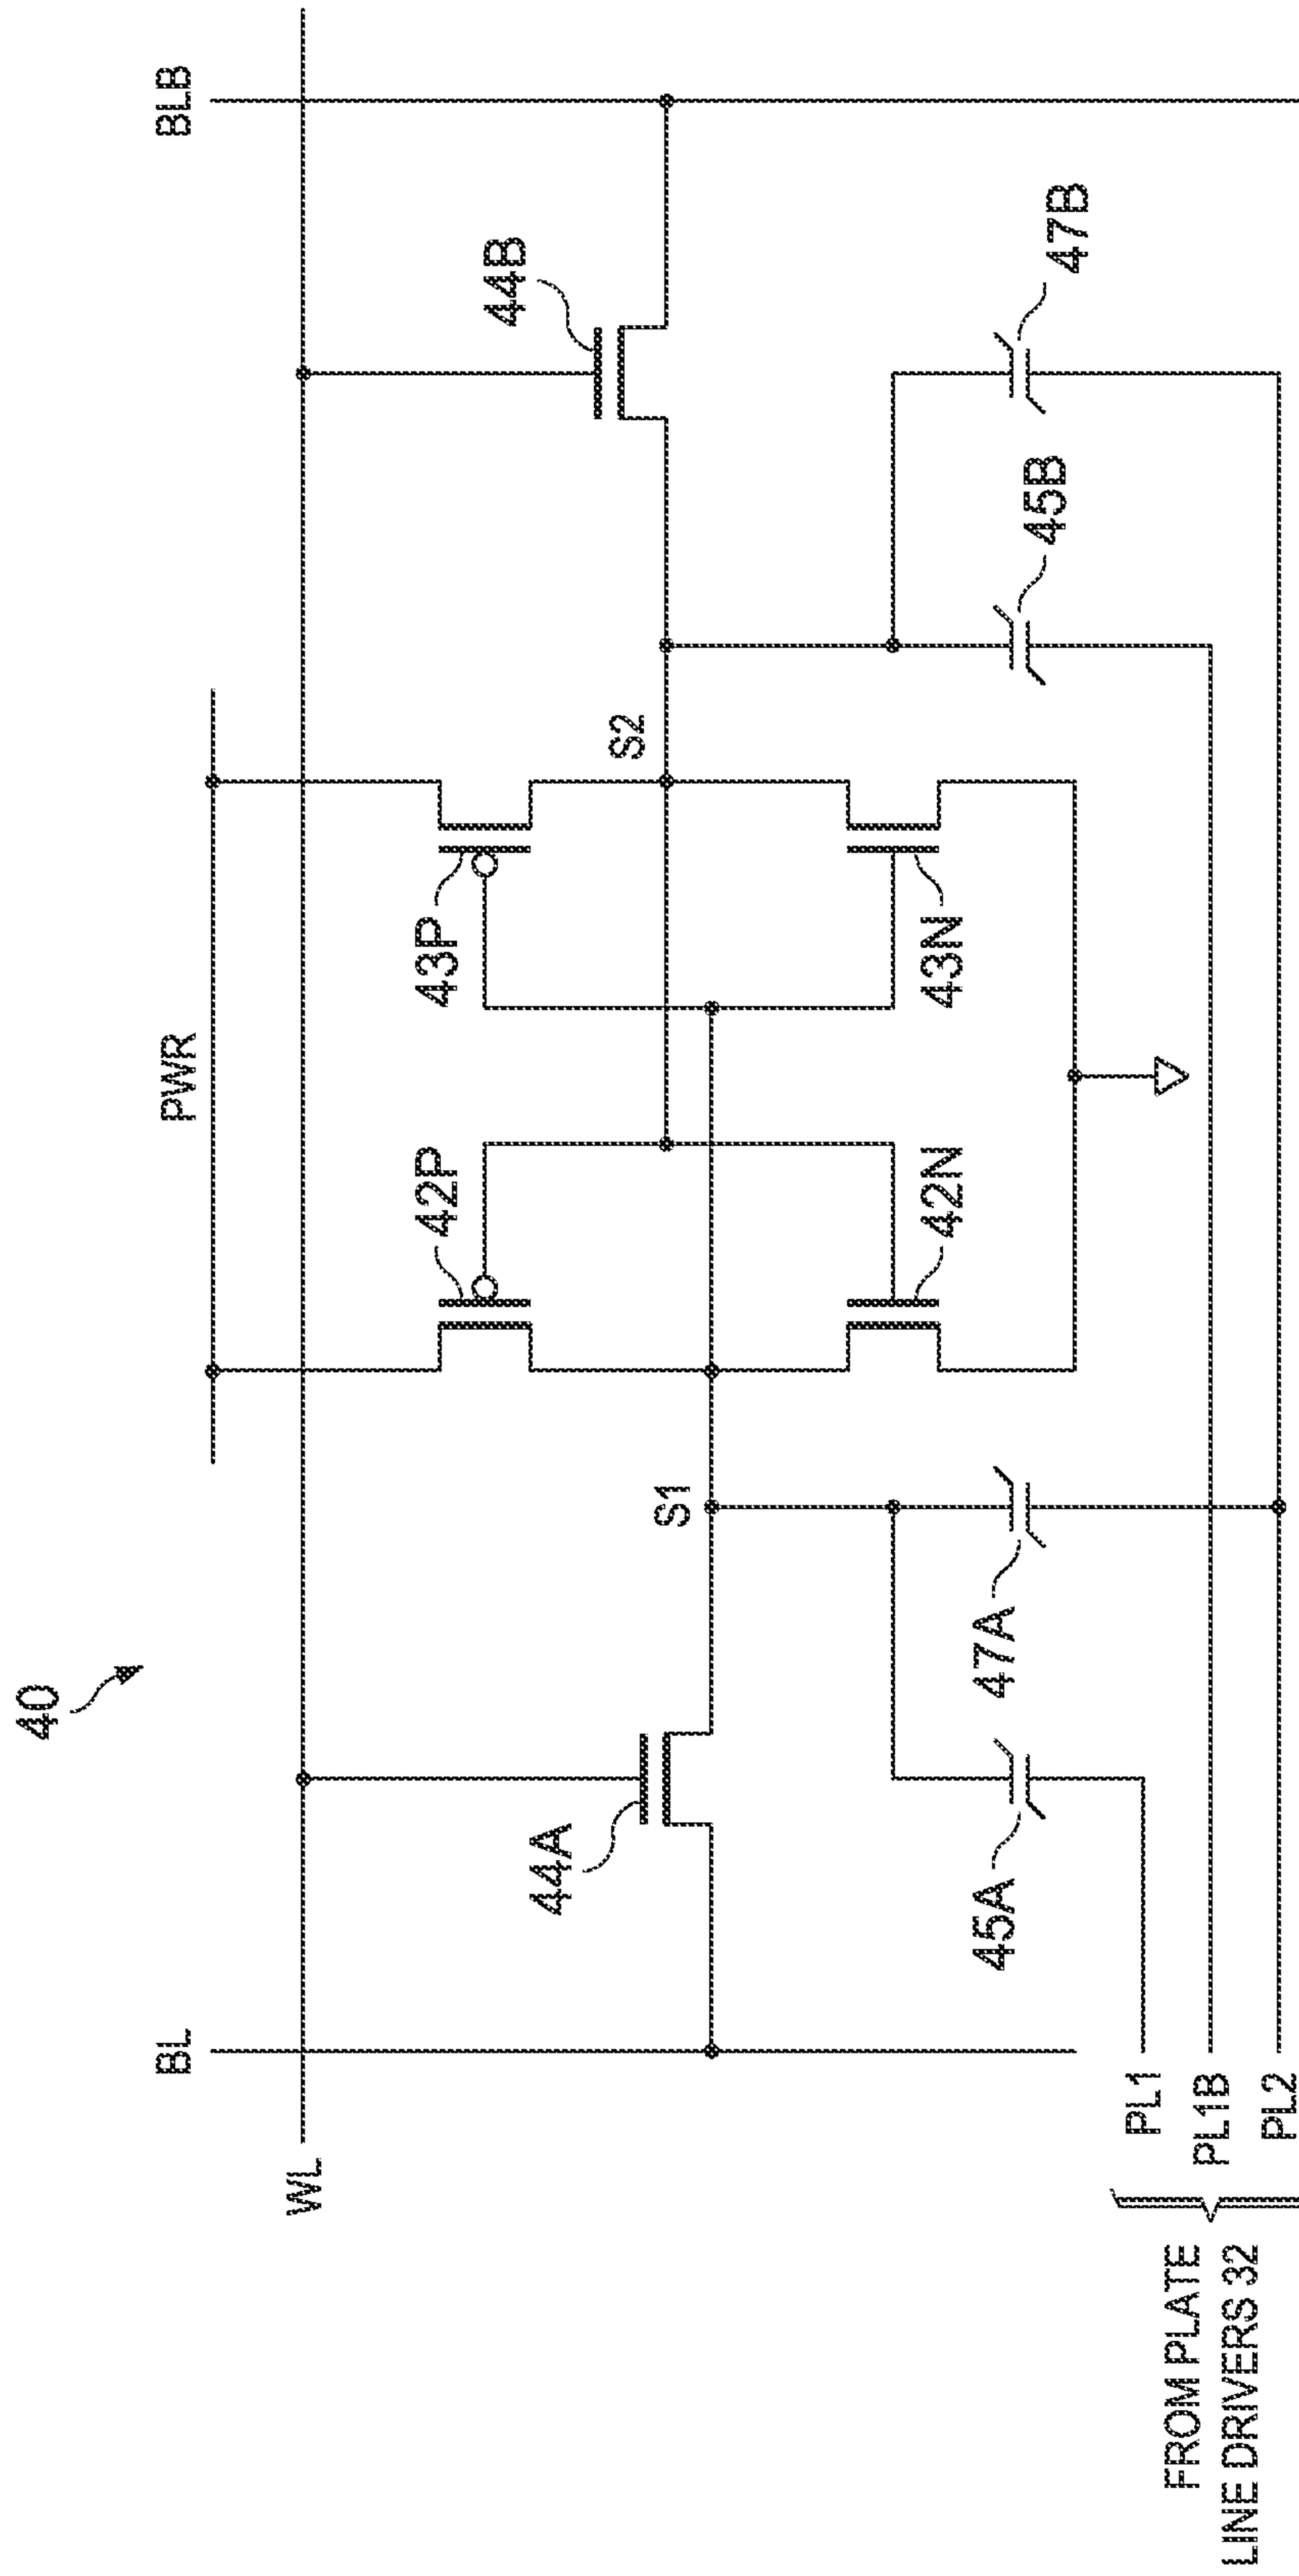 40
BL
PWR
BLB
WL
44A
42P
43P
44B
S1
S2
45A
47A
42N
43N
45B
47B
PL1
PL1B
PL2
FROM PLATE
LINE DRIVERS 32